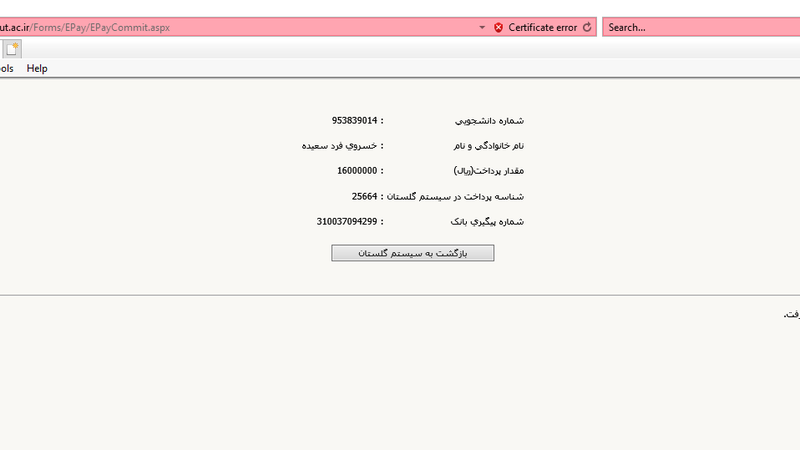 ut.ac.ir/Forms/EPay/EPayCommit.aspx
Certificate error
Search...
ols Help
شماره دانشجويي : 953839014
نام خانوادگي و نام : خسروي فرد سعيده
مقدار پرداخت(ريال) : 16000000
شناسه پرداخت در سيستم گلستان : 25664
شماره پيگيري بانک : 310037094299
بازگشت به سيستم گلستان
رفت.